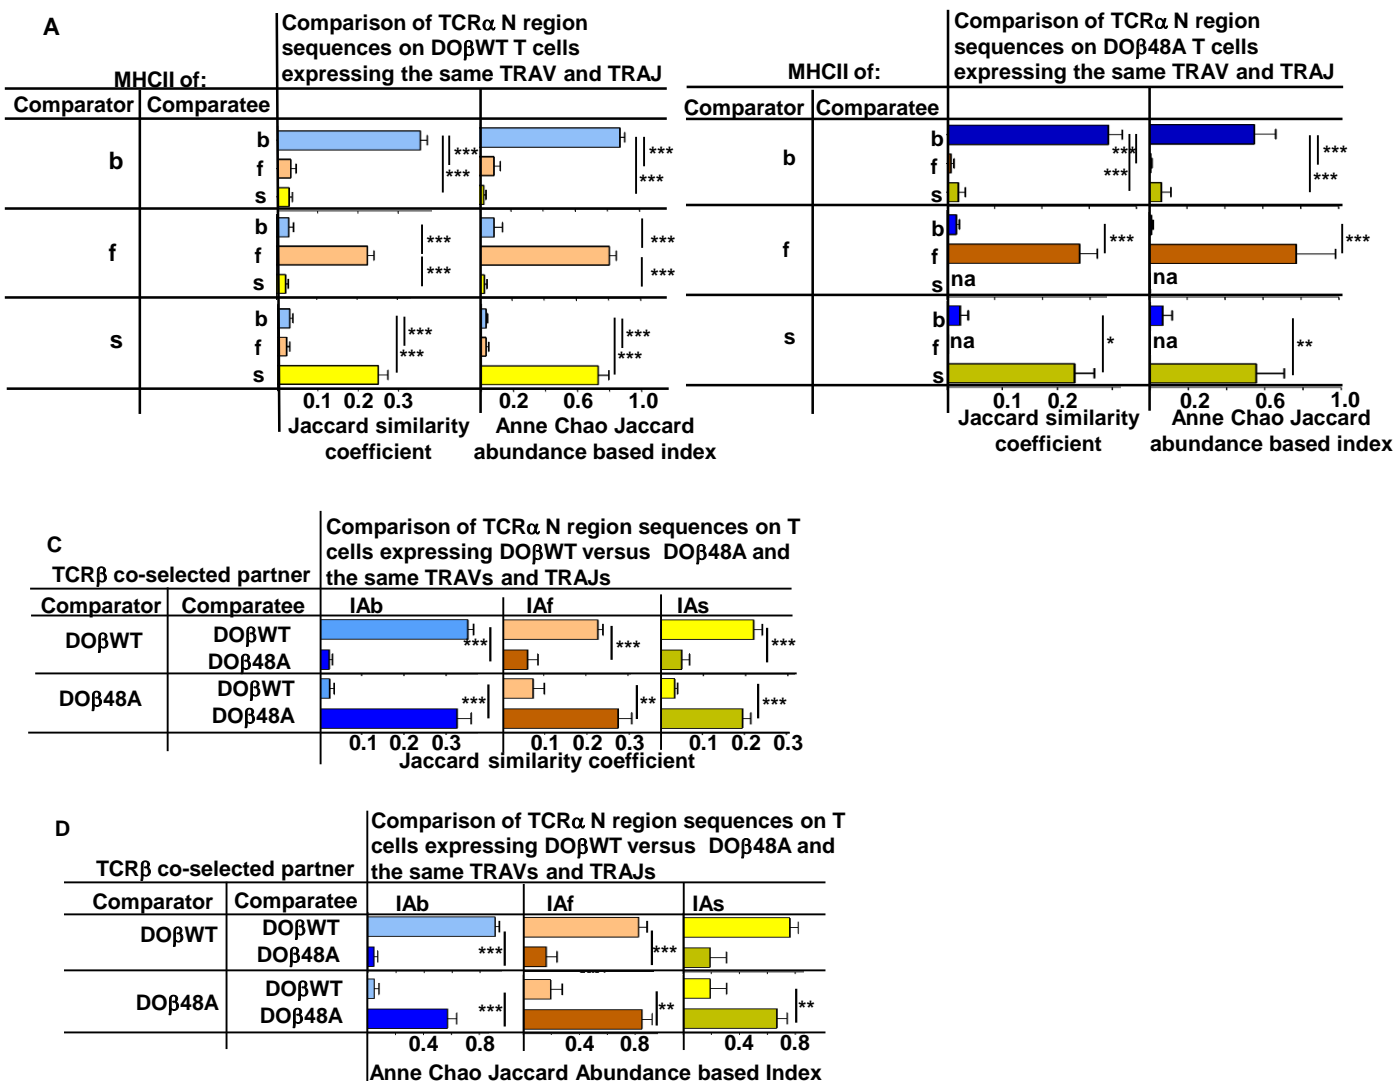 A
Comparison of TCRα N region
sequences on DOβWT T cells
expressing the same TRAV and TRAJ
MHCII of:
Comparator Comparatee
b
b
f
s
***
***
***
***
f
b
f
s
***
***
***
***
s
b
f
s
***
***
***
***
0.1 0.2 0.3
0.2 0.6 1.0
Jaccard similarity
coefficient
Anne Chao Jaccard
abundance based index
Comparison of TCRα N region
sequences on DOβ48A T cells
expressing the same TRAV and TRAJ
MHCII of:
Comparator Comparatee
b
b
f
s
***
***
***
***
f
b
f
s
na
na
***
***
s
b
f
s
na
na
*
**
0.1 0.2
0.2 0.6 1.0
Jaccard similarity
coefficient
Anne Chao Jaccard
abundance based index
C
Comparison of TCRα N region sequences on T
cells expressing DOβWT versus DOβ48A and
the same TRAVs and TRAJs
TCRβ co-selected partner
Comparator Comparatee IAb IAf IAs
DOβWT DOβWT
DOβ48A
*** *** ***
DOβ48A DOβWT
DOβ48A
*** ** ***
0.1 0.2 0.3 0.1 0.2 0.3 0.1 0.2 0.3
Jaccard similarity coefficient
D
Comparison of TCRα N region sequences on T
cells expressing DOβWT versus DOβ48A and
the same TRAVs and TRAJs
TCRβ co-selected partner
Comparator Comparatee IAb IAf IAs
DOβWT DOβWT
DOβ48A
*** ***
DOβ48A DOβWT
DOβ48A
*** ** **
0.4 0.8 0.4 0.8 0.4 0.8
Anne Chao Jaccard Abundance based Index